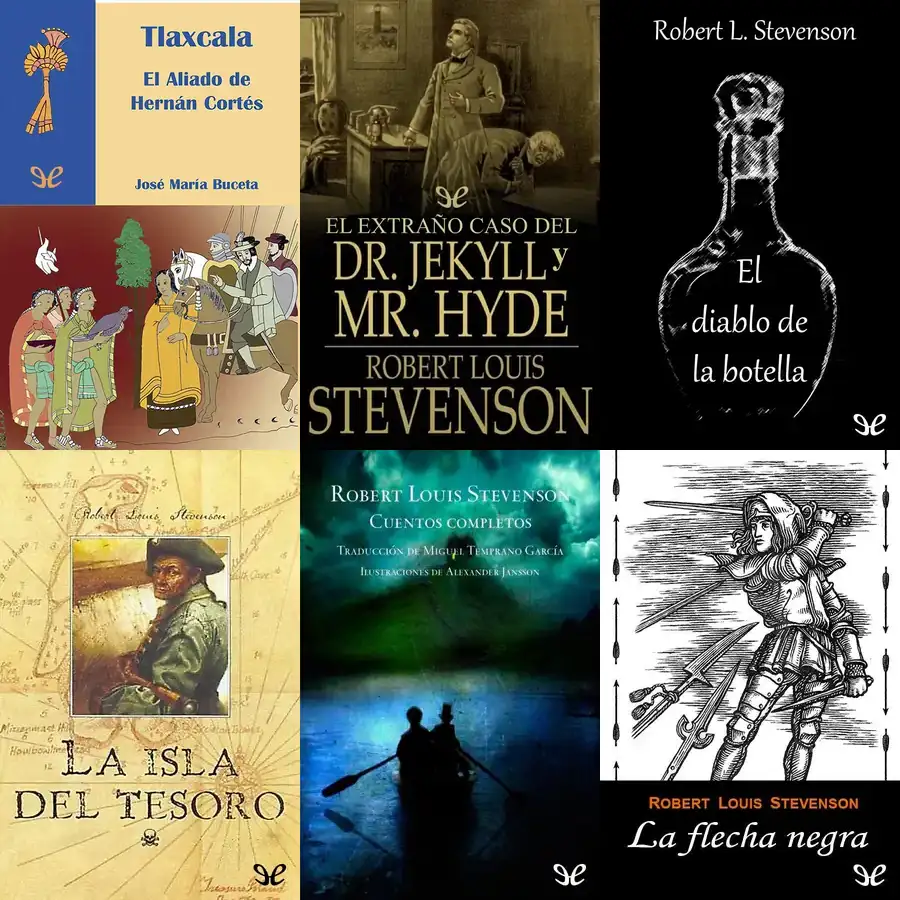 Tlaxcala
El Aliado de
Hernán Cortés
José María Buceta
EL EXTRAÑO CASO DEL
DR. JEKYLL y
MR. HYDE
ROBERT LOUIS
STEVENSON
Robert L. Stevenson
El
diablo de
la botella
Robert Louis Stevenson
LA ISLA
DEL TESORO
ROBERT LOUIS STEVENSON
CUENTOS COMPLETOS
TRADUCCIÓN DE MIGUEL TEMPRANO GARCÍA
ILUSTRACIONES DE ALEXANDER JANSSON
ROBERT LOUIS STEVENSON
La flecha negra